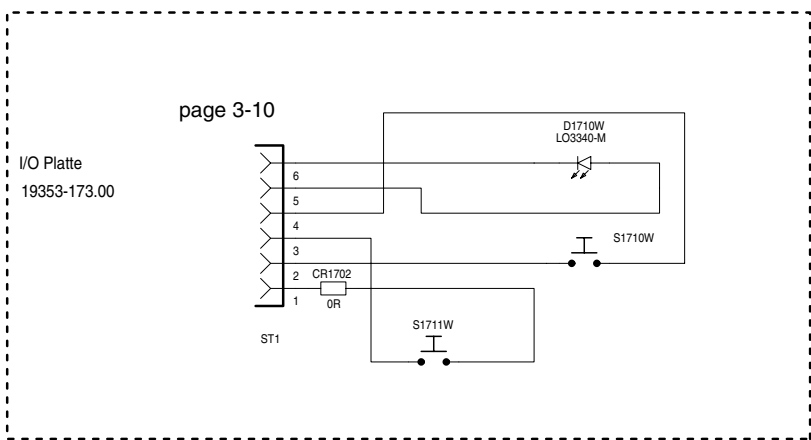 page 3-10
I/O Platte
19353-173.00
D1710W
LO3340-M
6
5
4
3
2
1
S1710W
CR1702
0R
ST1
S1711W